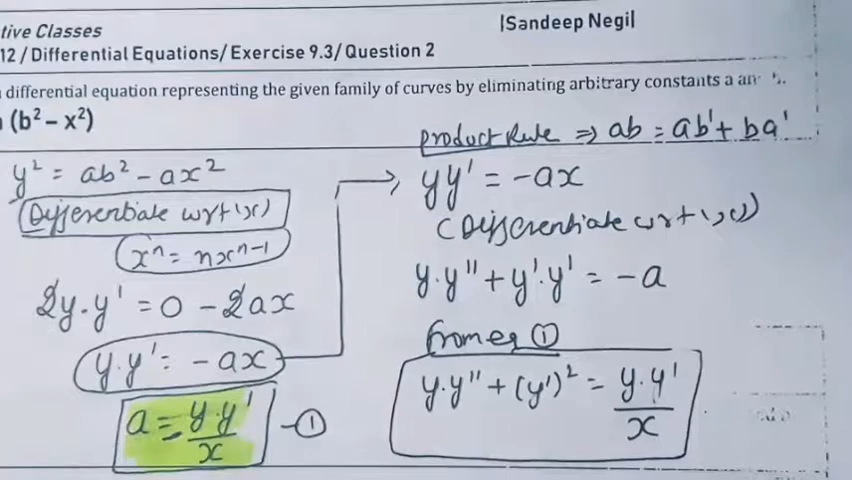 tive Classes
|Sandeep Negi|
12 / Differential Equations/ Exercise 9.3/ Question 2
differential equation representing the given family of curves by eliminating arbitrary constants a an
(b² – x²)
y² = ab² - ax²
(Differentiate wrt(x)
xⁿ = nxⁿ⁻¹
2y.y' = 0 - 2ax
y.y' = -ax
a = y.y'/x -①
product Rule ⇒ ab = ab' + ba'
yy' = -ax
(Differentiate wrt(x))
y.y'' + y'.y' = -a
from eq ①
y.y'' + (y')² = y.y'/x